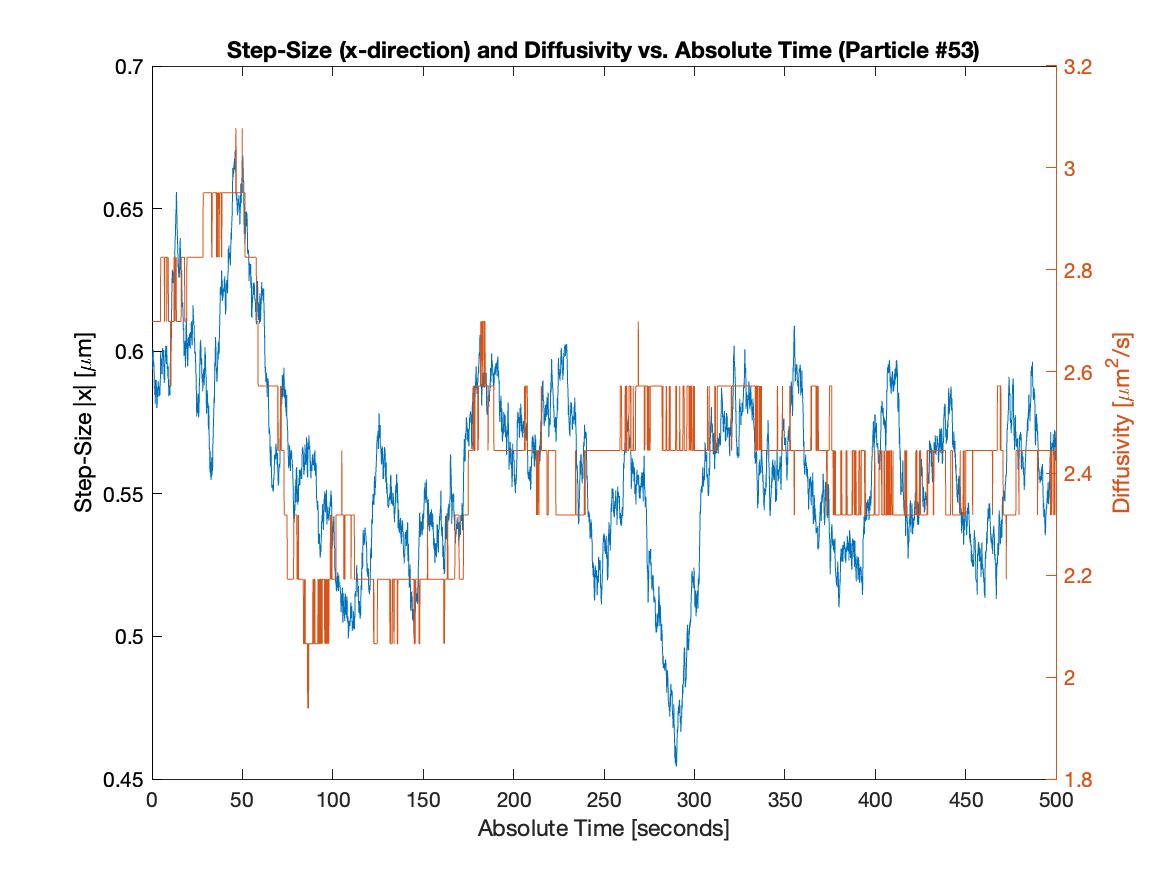 Step-Size (x-direction) and Diffusivity vs. Absolute Time (Particle #53)
0.7
0.65
0.6
0.55
0.5
0.45
Step-Size |x| [μm]
3.2
3
2.8
2.6
2.4
2.2
2
1.8
Diffusivity [μm²/s]
0 50 100 150 200 250 300 350 400 450 500
Absolute Time [seconds]